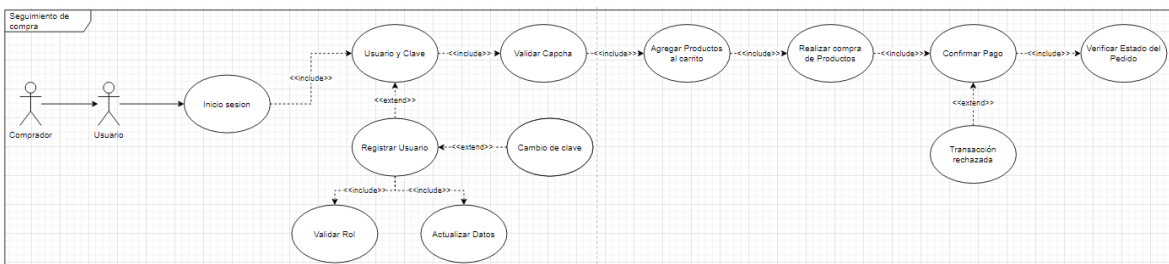 Seguimiento de
compra
Usuario y Clave
<<include>>
Validar Capcha
<<include>>
Agregar Productos
al carrito
<<include>>
Realizar compra
de Productos
<<include>>
Confirmar Pago
<<include>>
Verificar Estado del
Pedido
<<include>>
Inicio sesion
<<extend>>
<<extend>>
Comprador
Usuario
Registrar Usuario
<<extend>>
Cambio de clave
Transacción
rechazada
<<include>>
<<include>>
Validar Rol
Actualizar Datos